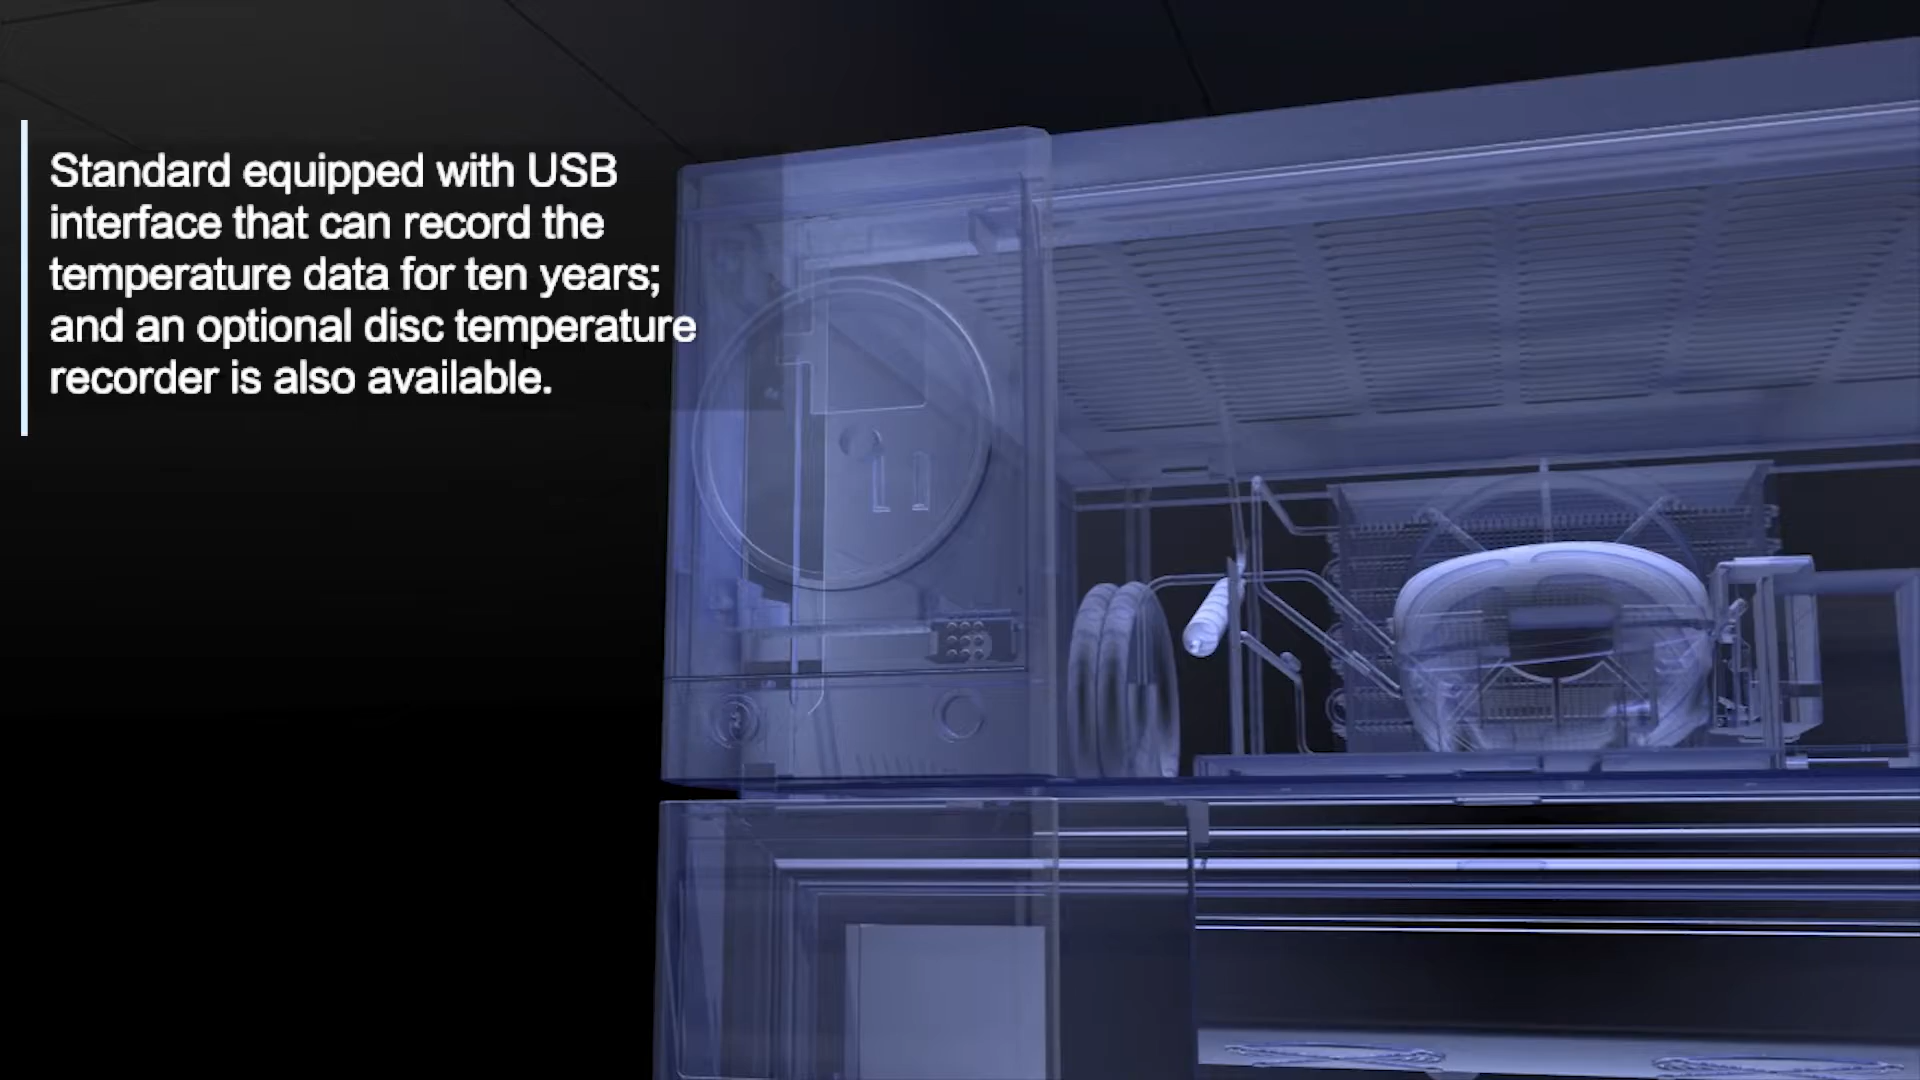 Standard equipped with USB
interface that can record the
temperature data for ten years;
and an optional disc temperature
recorder is also available.